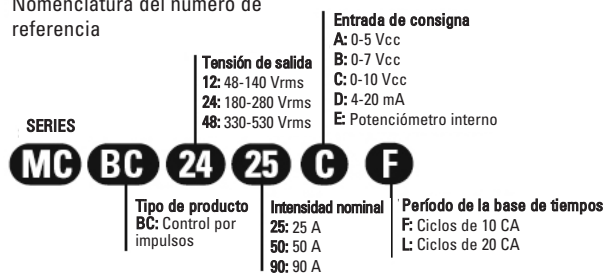 Nomenclatura del número de
referencia
Entrada de consigna
A: 0-5 Vcc
B: 0-7 Vcc
C: 0-10 Vcc
D: 4-20 mA
E: Potenciómetro interno
Tensión de salida
12: 48-140 Vrms
24: 180-280 Vrms
48: 330-530 Vrms
SERIES
MC BC 24 25 C F
Tipo de producto
BC: Control por
impulsos
Intensidad nominal
25: 25 A
50: 50 A
90: 90 A
Período de la base de tiempos
F: Ciclos de 10 CA
L: Ciclos de 20 CA